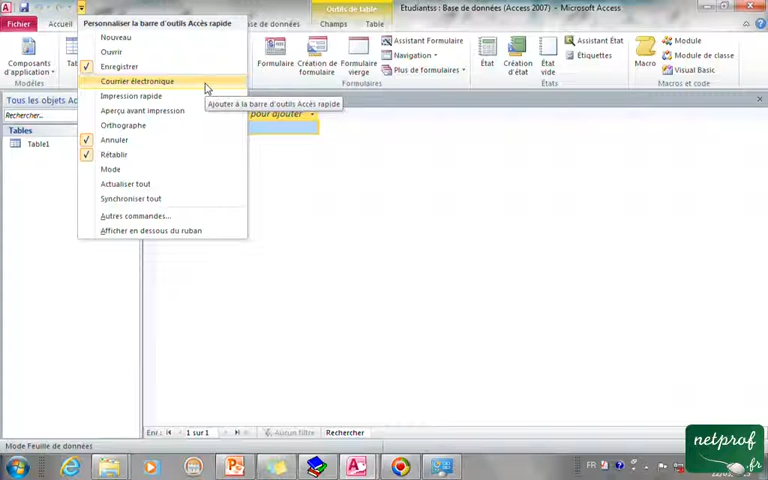 Outils de table
Etudiantss : Base de données (Access 2007) - Microsoft Access
Fichier
Accueil
de base de données
Champs
Table
Personnaliser la barre d'outils Accès rapide
Nouveau
Ouvrir
Enregistrer
Courrier électronique
Impression rapide
Aperçu avant impression
Orthographe
Annuler
Rétablir
Mode
Actualiser tout
Synchroniser tout
Autres commandes...
Afficher en dessous du ruban
Ajouter à la barre d'outils Accès rapide
Composants
d'application
Modèles
Formulaire
Création de
formulaire
Formulaire
vierge
Assistant Formulaire
Navigation
Plus de formulaires
Formulaires
État
Création
d'état
État
vierge
Assistant État
Étiquettes
États
Macro
Module
Module de classe
Visual Basic
Macros et code
Tous les objets Ac
Rechercher...
Tables
Table1
pour ajouter
1 sur 1
Aucun filtre
Rechercher
Mode Feuille de données
FR
netprof
.fr